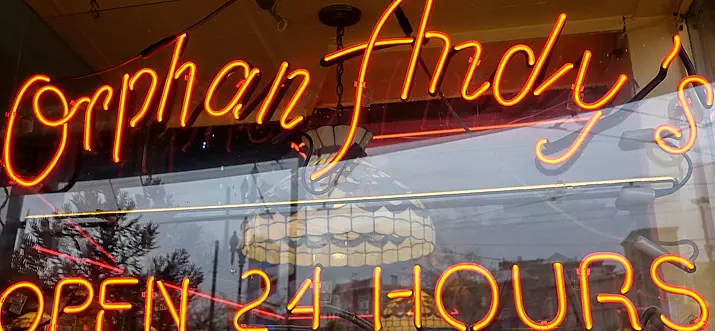 Orphan Andy's
OPEN 24 HOURS